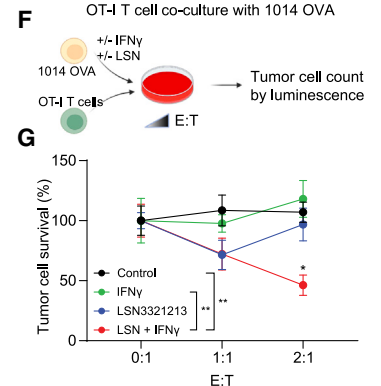 F
OT-I T cell co-culture with 1014 OVA
+/- IFNγ
+/- LSN
1014 OVA
OT-I T cells
E:T
Tumor cell count
by luminescence
G
Tumor cell survival (%)
150
100
50
0
Control
IFNγ
LSN3321213
LSN + IFNγ
**
**
*
0:1
1:1
2:1
E:T